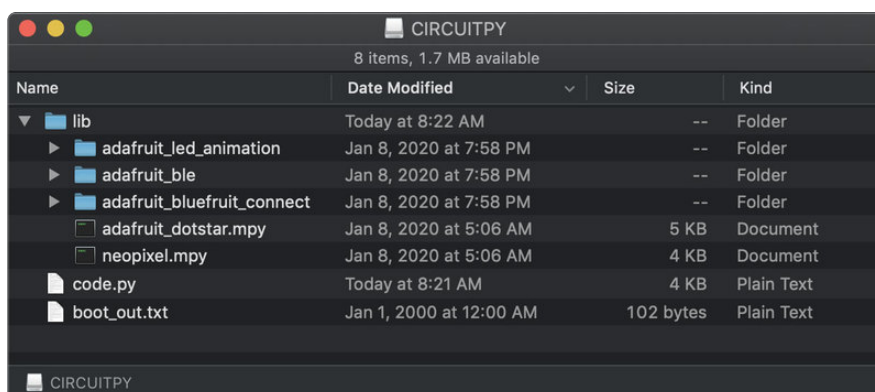 CIRCUITPY
8 items, 1.7 MB available
Name Date Modified Size Kind
lib Today at 8:22 AM -- Folder
adafruit_led_animation Jan 8, 2020 at 7:58 PM -- Folder
adafruit_ble Jan 8, 2020 at 7:58 PM -- Folder
adafruit_bluefruit_connect Jan 8, 2020 at 7:58 PM -- Folder
adafruit_dotstar.mpy Jan 8, 2020 at 5:06 AM 5 KB Document
neopixel.mpy Jan 8, 2020 at 5:06 AM 4 KB Document
code.py Today at 8:21 AM 4 KB Plain Text
boot_out.txt Jan 1, 2000 at 12:00 AM 102 bytes Plain Text
CIRCUITPY